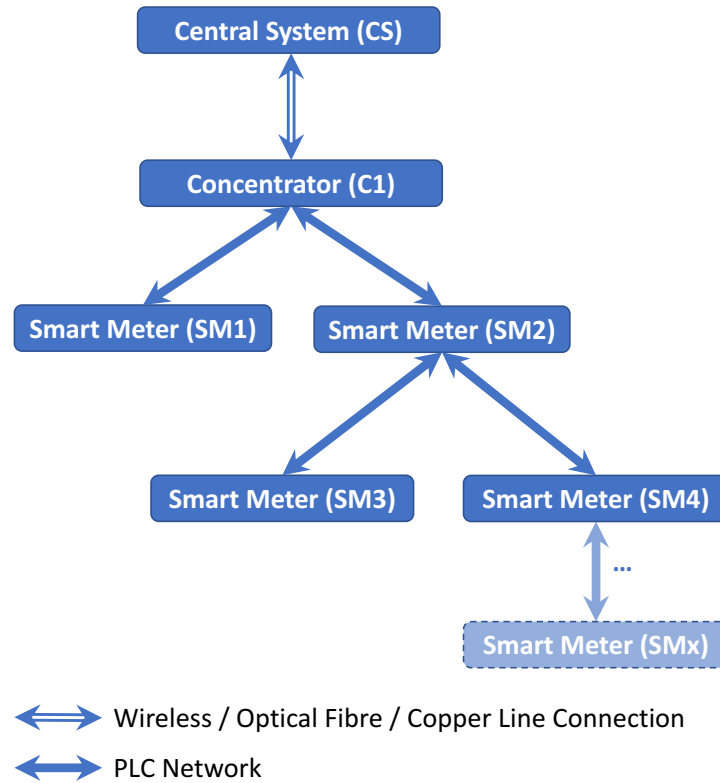 Central System (CS)
Concentrator (C1)
Smart Meter (SM1)
Smart Meter (SM2)
Smart Meter (SM3)
Smart Meter (SM4)
...
Smart Meter (SMx)
Wireless / Optical Fibre / Copper Line Connection
PLC Network